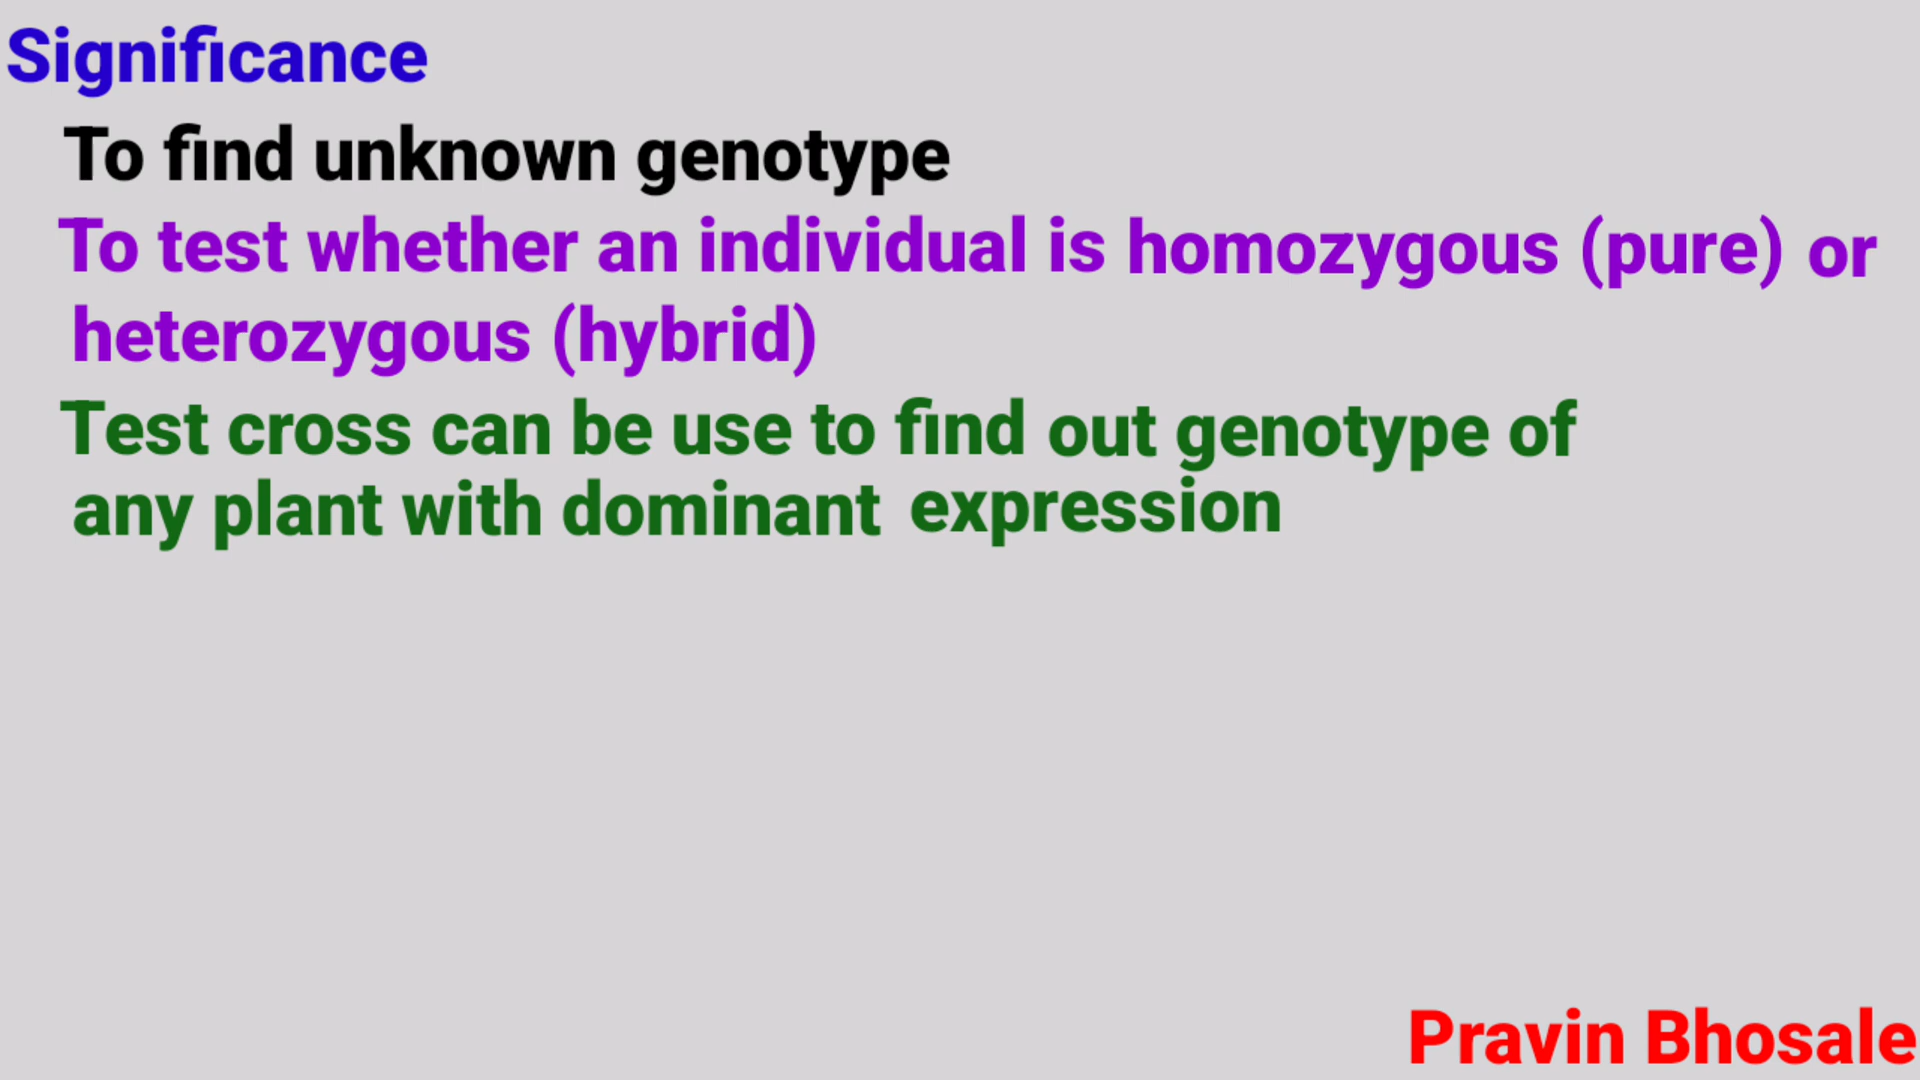 Significance
To find unknown genotype
To test whether an individual is homozygous (pure) or
heterozygous (hybrid)
Test cross can be use to find out genotype of
any plant with dominant expression
Pravin Bhosale